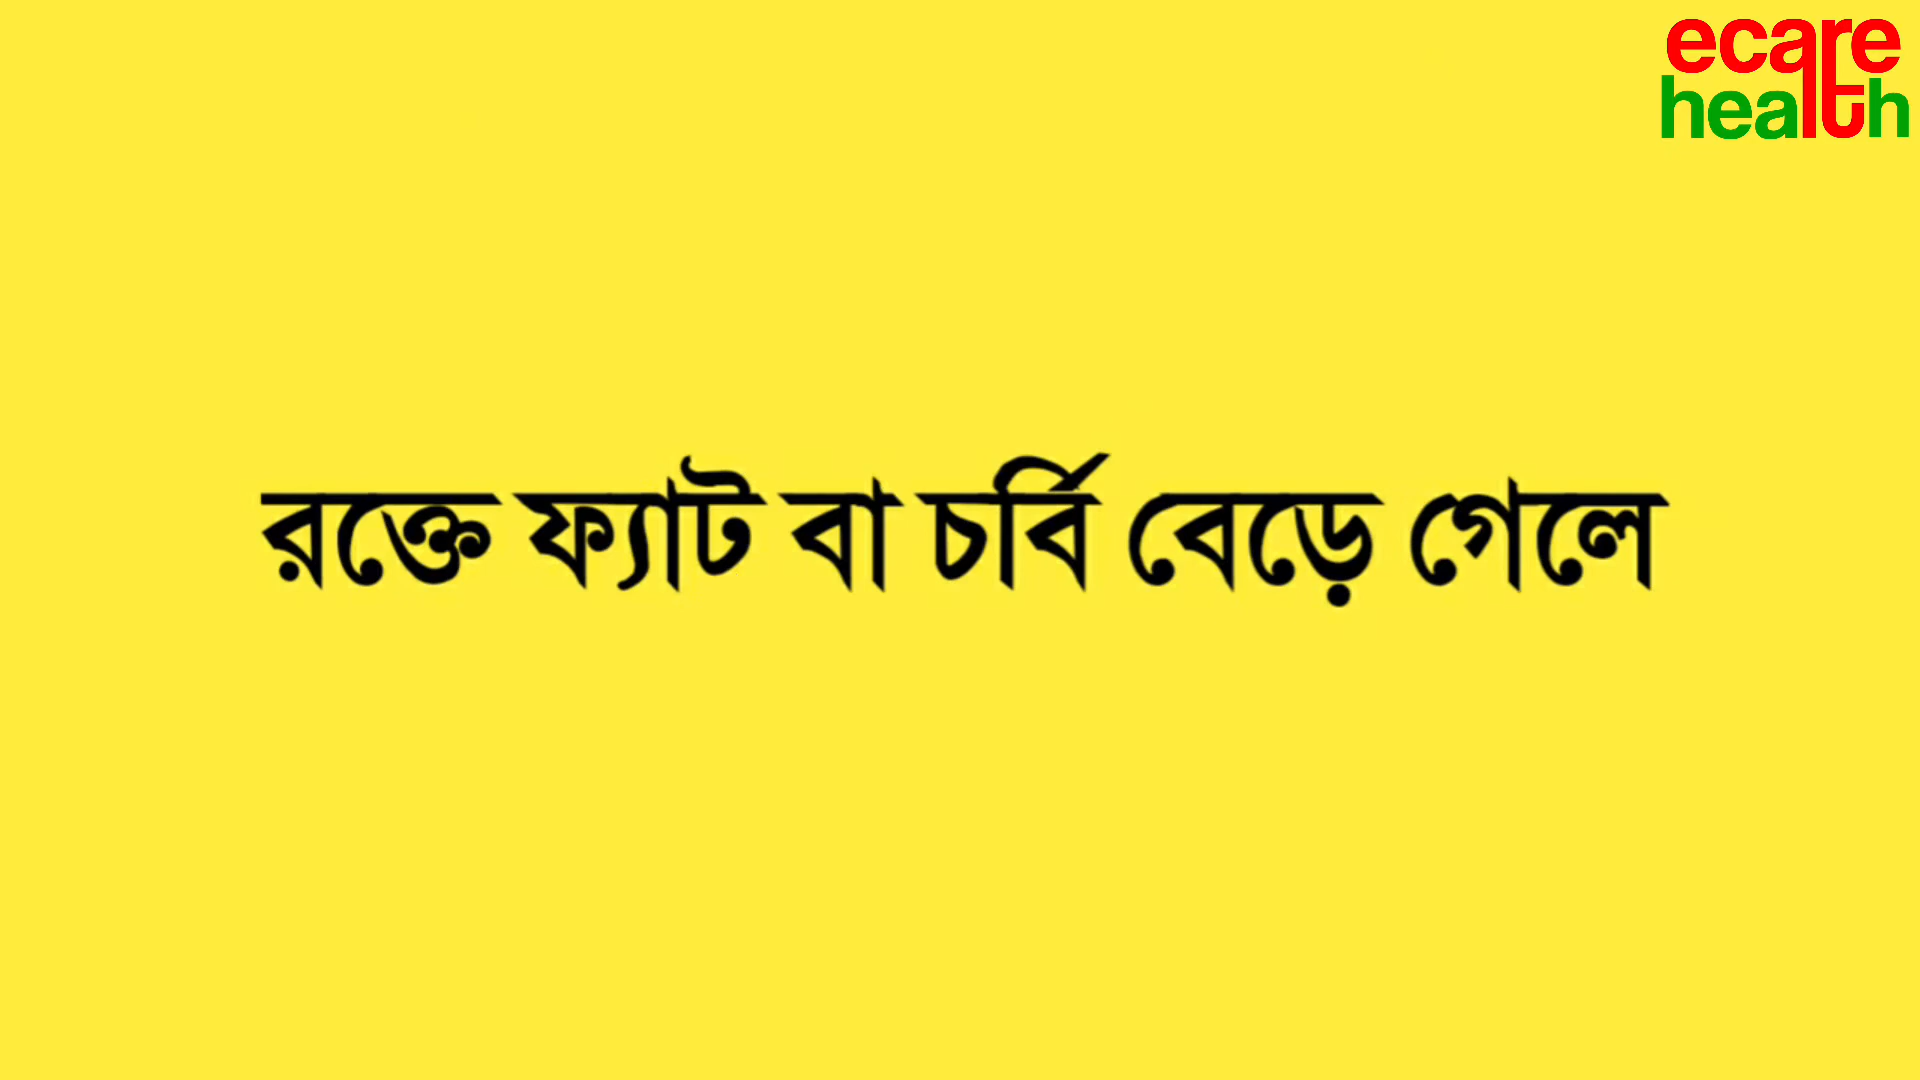 ecare
health
রক্তে ফ্যাট বা চর্বি বেড়ে গেলে